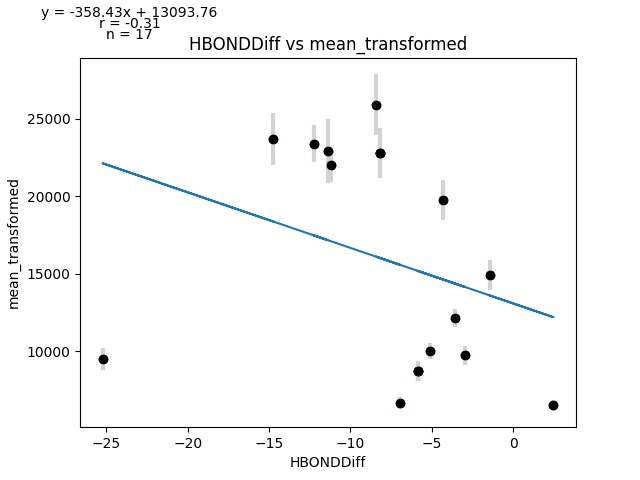 y = -358.43x + 13093.76
r = -0.31
n = 17
HBONDDiff vs mean_transformed
25000
20000
15000
10000
mean_transformed
−25 −20 −15 −10 −5 0
HBONDDiff